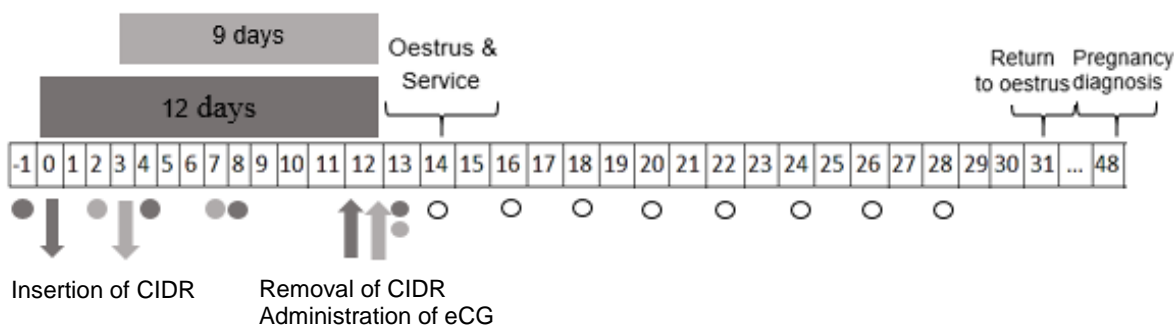 9 days
12 days
Oestrus &
Service
Return
to oestrus
Pregnancy
diagnosis
-1 0 1 2 3 4 5 6 7 8 9 10 11 12 13 14 15 16 17 18 19 20 21 22 23 24 25 26 27 28 29 30 31 ... 48
Insertion of CIDR
Removal of CIDR
Administration of eCG